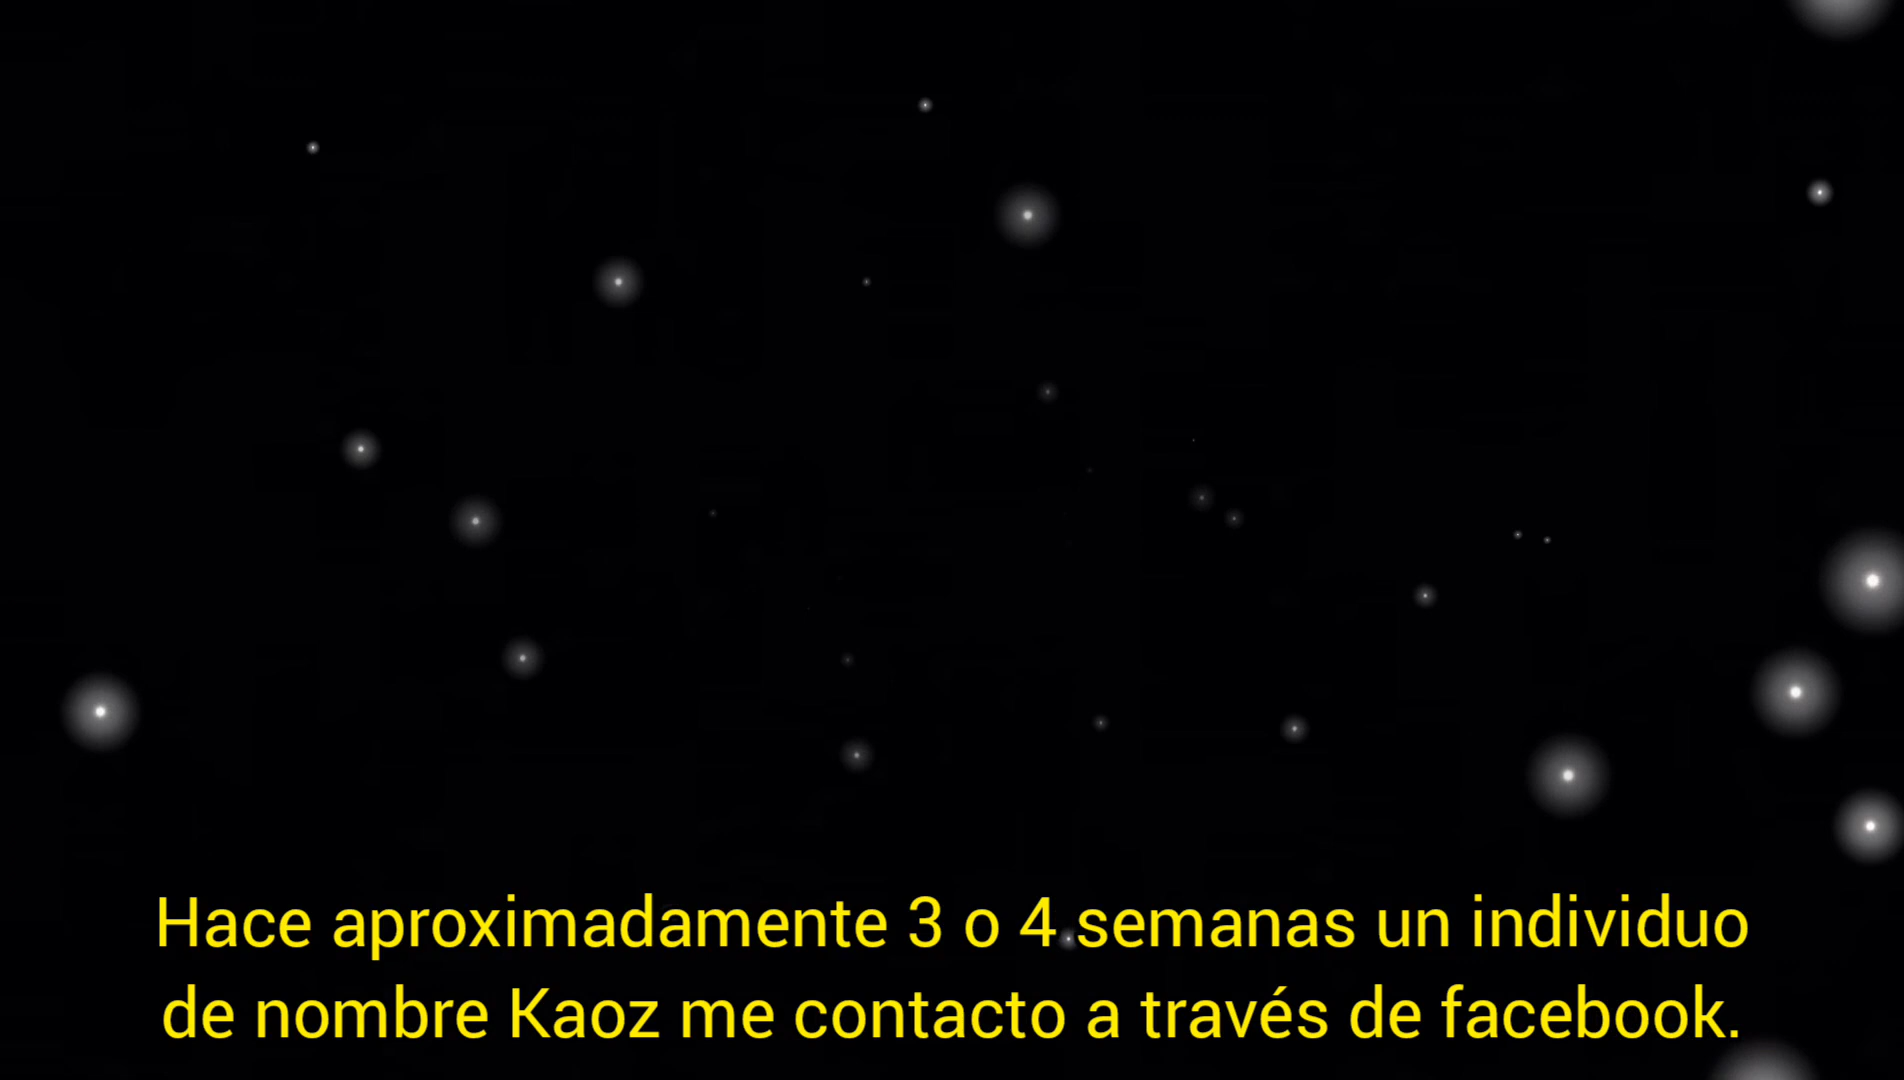 Hace aproximadamente 3 o 4 semanas un individuo
de nombre Kaoz me contacto a través de facebook.